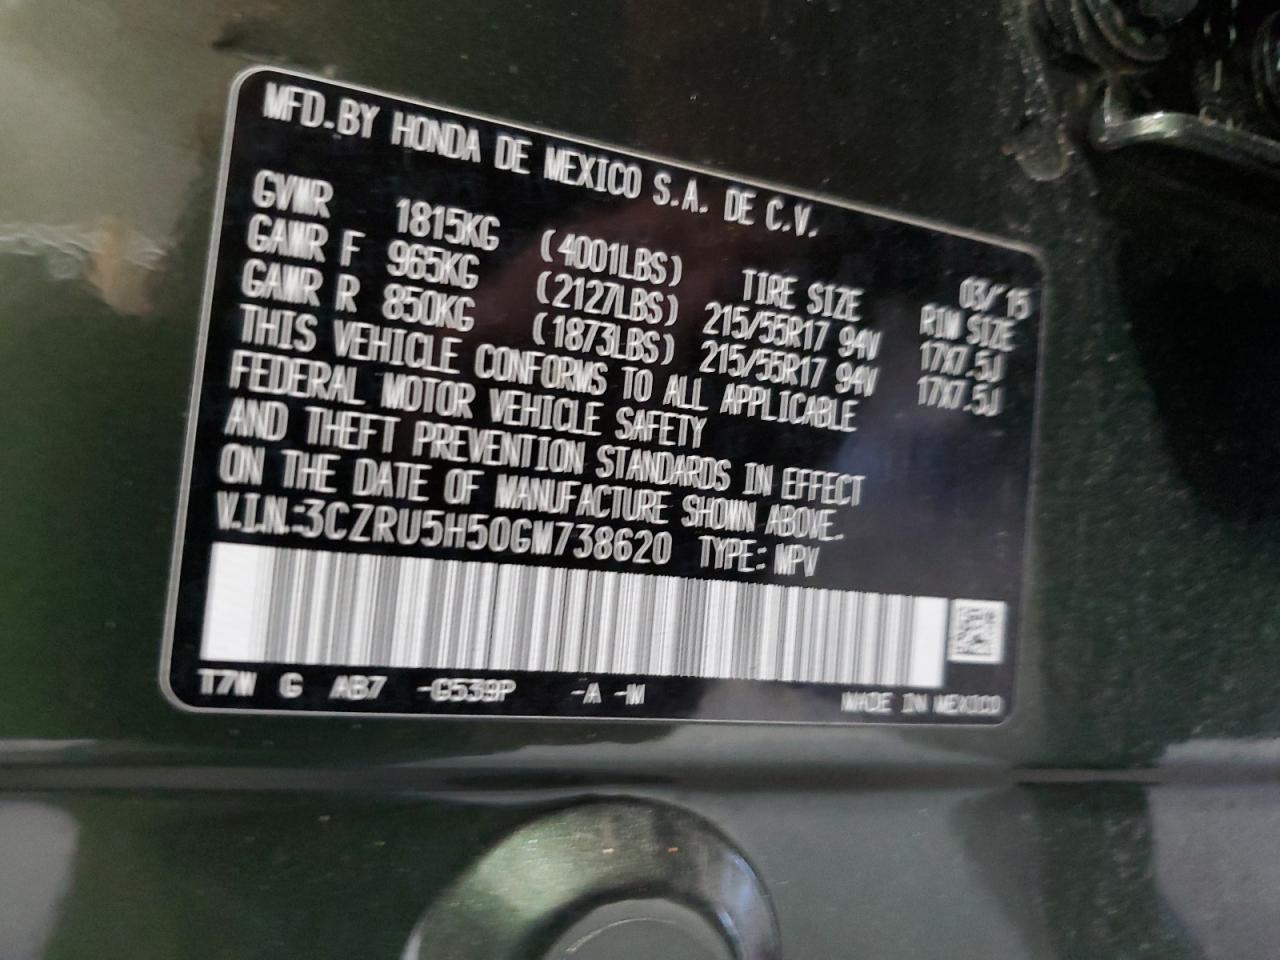 MFD.BY HONDA DE MEXICO S.A. DE C.V.
03/'15
GVWR 1815KG (4001LBS) TIRE SIZE RIM SIZE
GAWR F 965KG (2127LBS) 215/55R17 94V 17X7.5J
GAWR R 850KG (1873LBS) 215/55R17 94V 17X7.5J
THIS VEHICLE CONFORMS TO ALL APPLICABLE
FEDERAL MOTOR VEHICLE SAFETY
AND THEFT PREVENTION STANDARDS IN EFFECT
ON THE DATE OF MANUFACTURE SHOWN ABOVE.
V.I.N.:3CZRU5H50GM738620 TYPE: MPV
T7W G AB7 -G539P -A -M MADE IN MEXICO